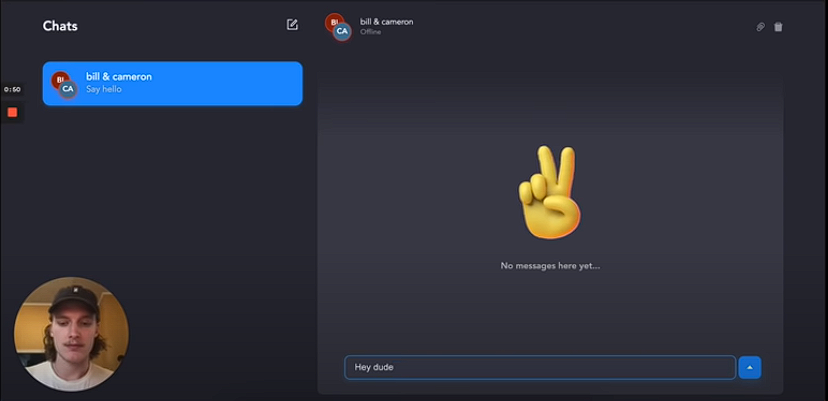 Chats
bill & cameron
Offline
BI
CA
bill & cameron
Say hello
BI
CA
0:50
No messages here yet...
Hey dude